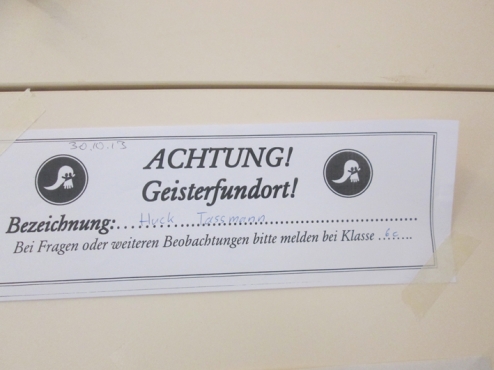 30.10.13
ACHTUNG!
Geisterfundort!
Bezeichnung: Huck Tassmann
Bei Fragen oder weiteren Beobachtungen bitte melden bei Klasse